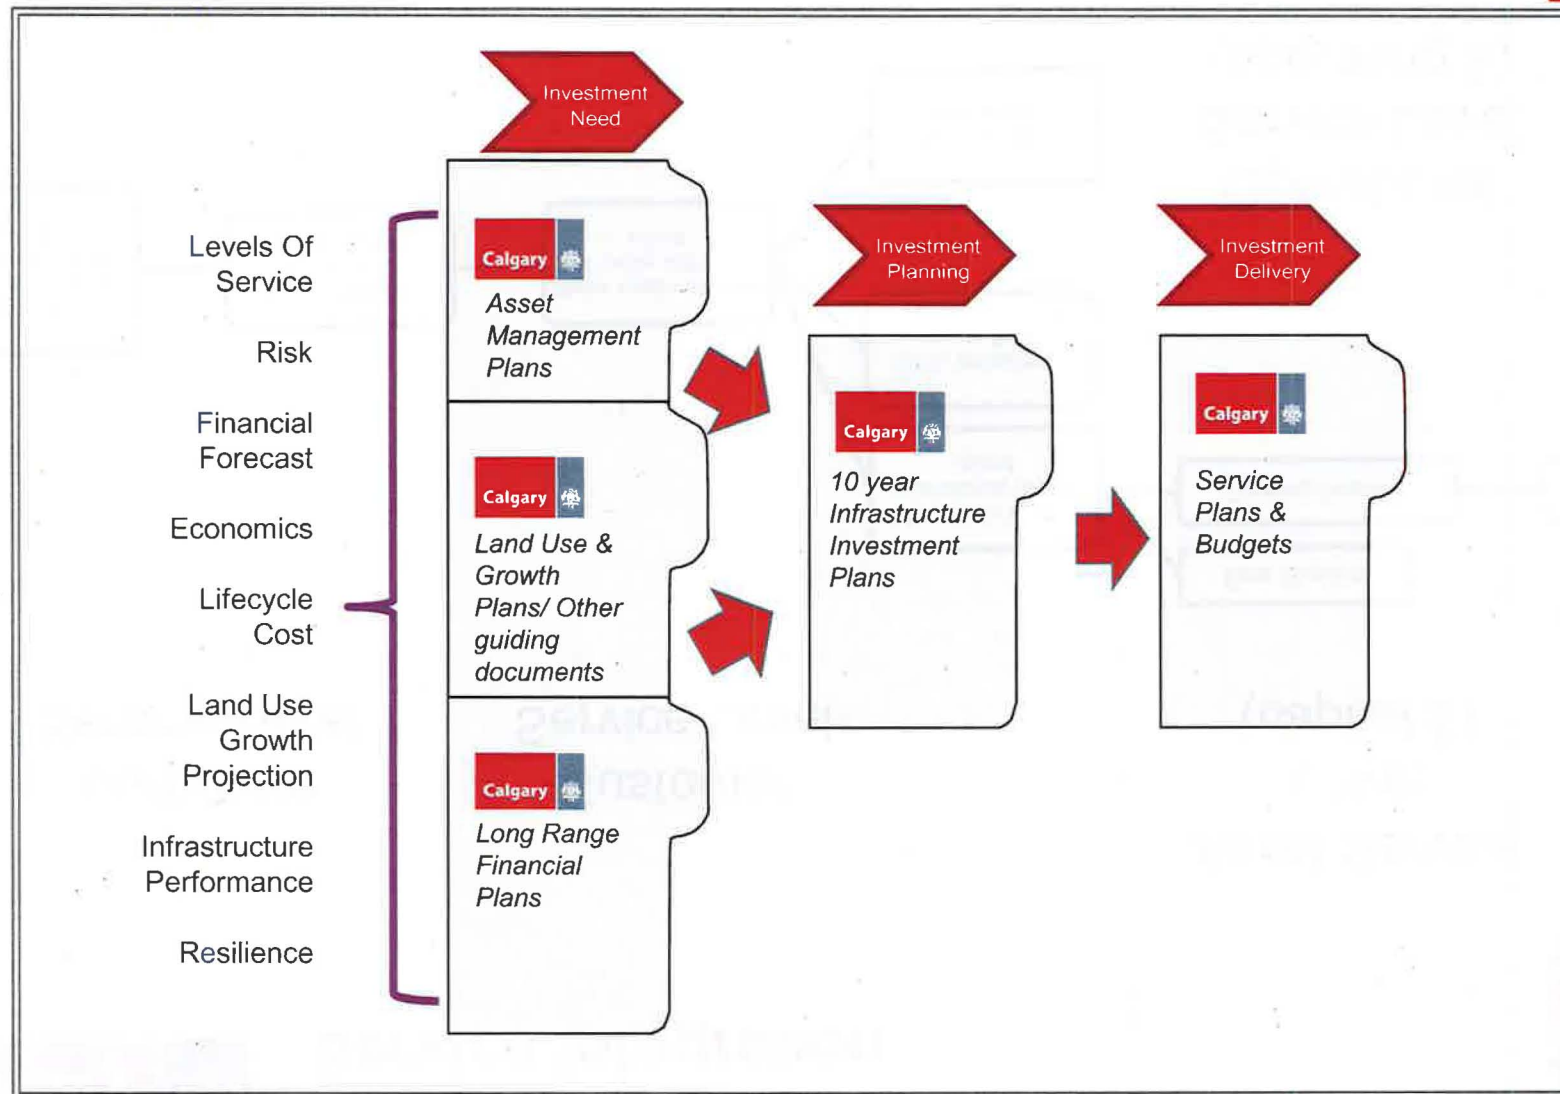 Investment
Need
Levels Of
Service
Risk
Financial
Forecast
Economics
Lifecycle
Cost
Land Use
Growth
Projection
Infrastructure
Performance
Resilience
Calgary
Asset
Management
Plans
Calgary
Land Use &
Growth
Plans/ Other
guiding
documents
Calgary
Long Range
Financial
Plans
Investment
Planning
Calgary
10 year
Infrastructure
Investment
Plans
Investment
Delivery
Calgary
Service
Plans &
Budgets